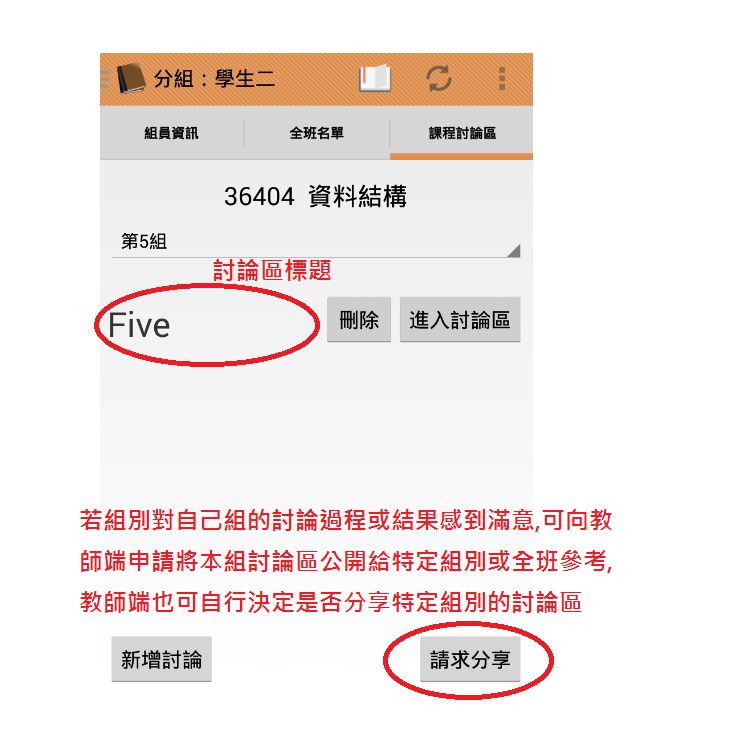 分組：學生二
組員資訊 全班名單 課程討論區
36404 資料結構
第5組
討論區標題
Five 刪除 進入討論區
若組別對自己組的討論過程或結果感到滿意,可向教
師端申請將本組討論區公開給特定組別或全班參考,
教師端也可自行決定是否分享特定組別的討論區
新增討論 請求分享